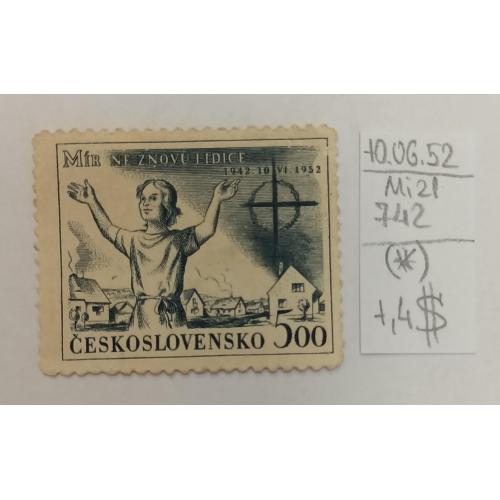 Mír NE ZNOVU LIDICE
1942·10·VI·1952
ČESKOSLOVENSKO 5,00
10.06.52
Mi 21
742
(*)
1,4$